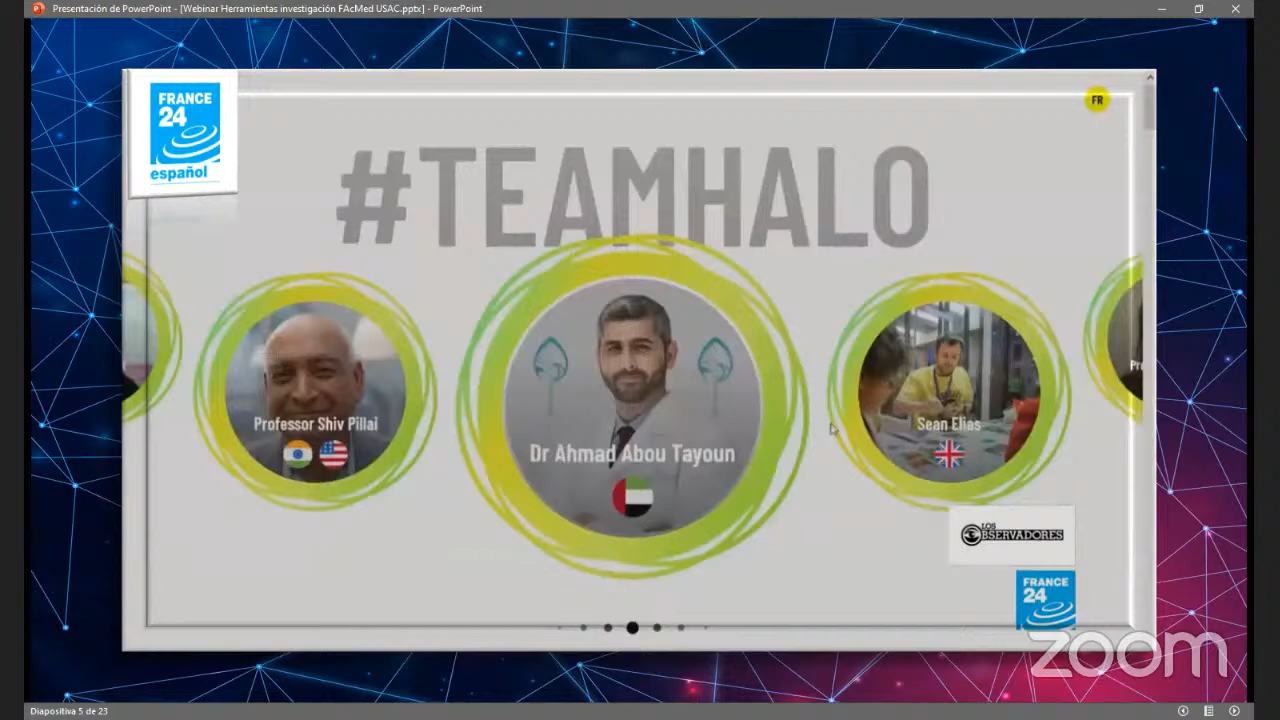 Presentación de PowerPoint - [Webinar Herramientas investigación FAcMed USAC.pptx] - PowerPoint
FRANCE
24
español
FR
#TEAMHALO
Professor Shiv Pillai
Dr Ahmad Abou Tayoun
Sean Elias
LOS
OBSERVADORES
FRANCE
24
zoom
Diapositiva 5 de 23